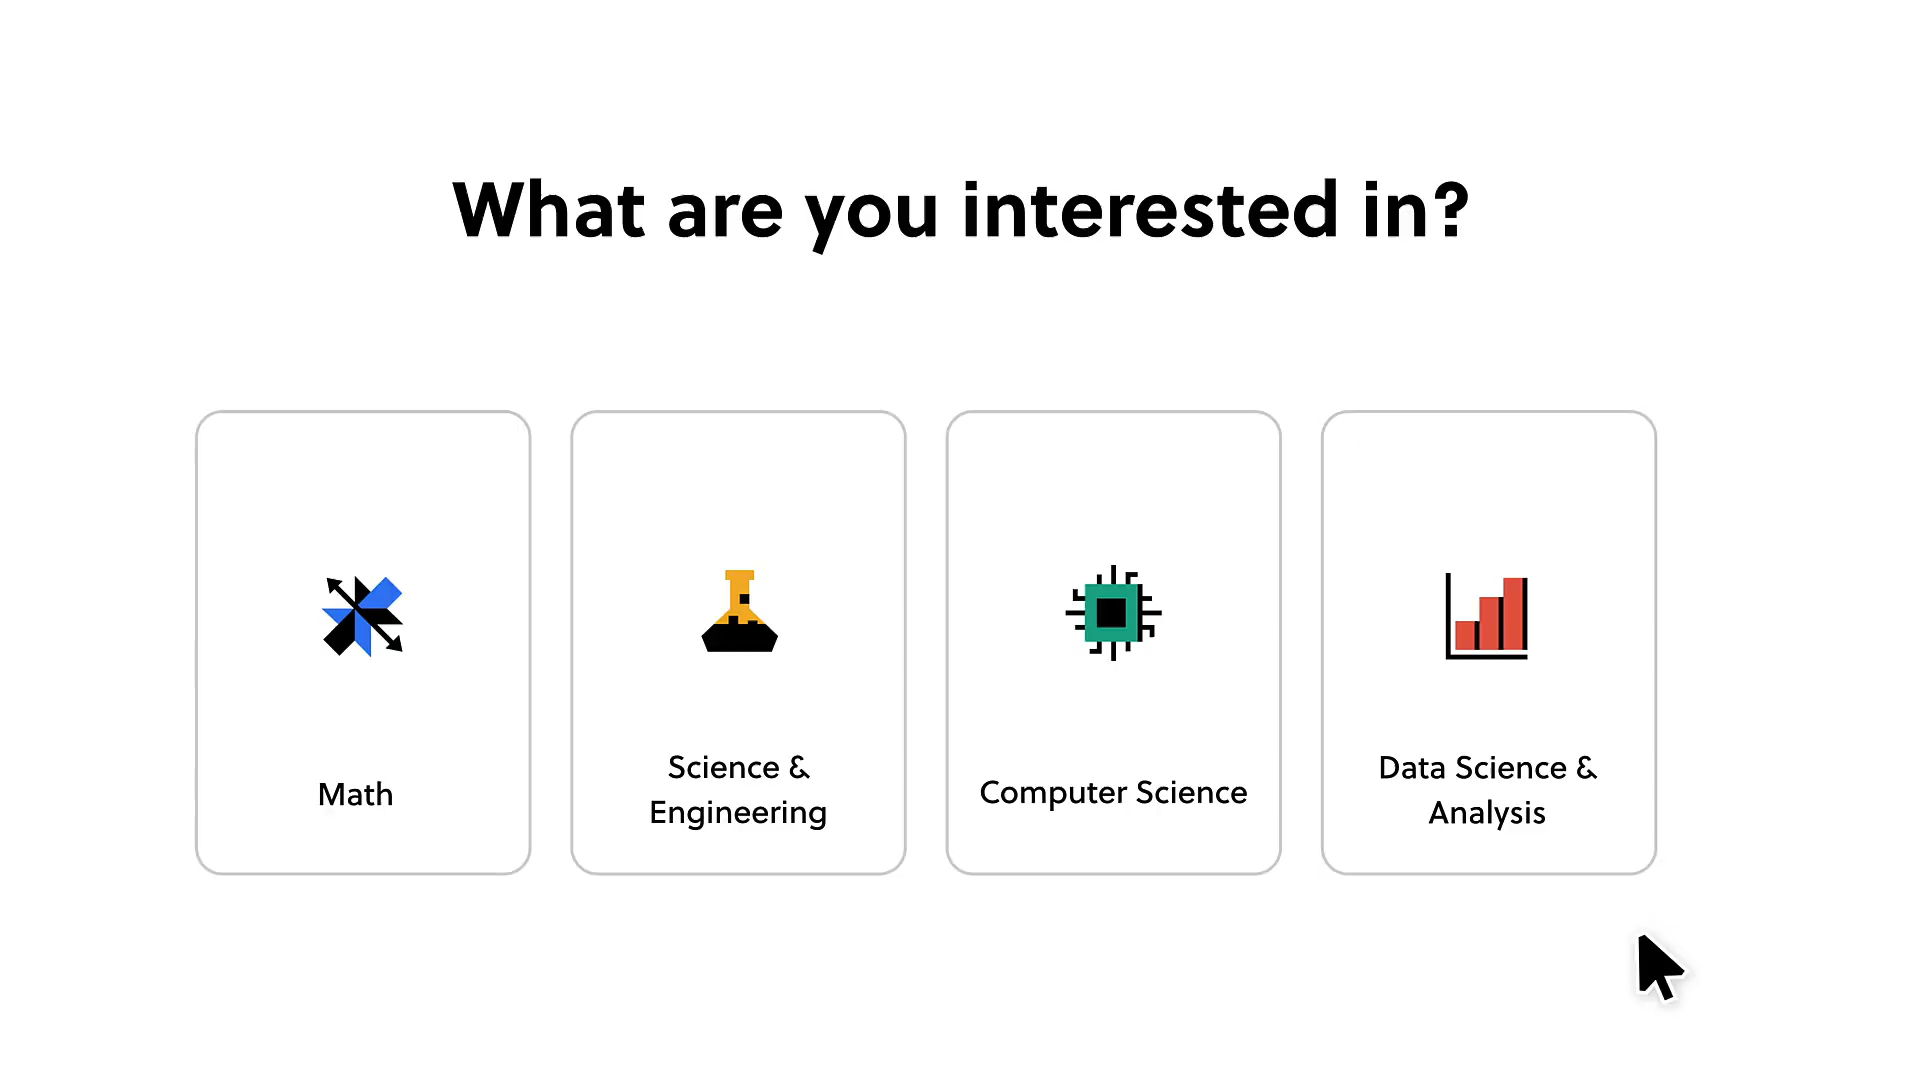 What are you interested in?
Math
Science &
Engineering
Computer Science
Data Science &
Analysis